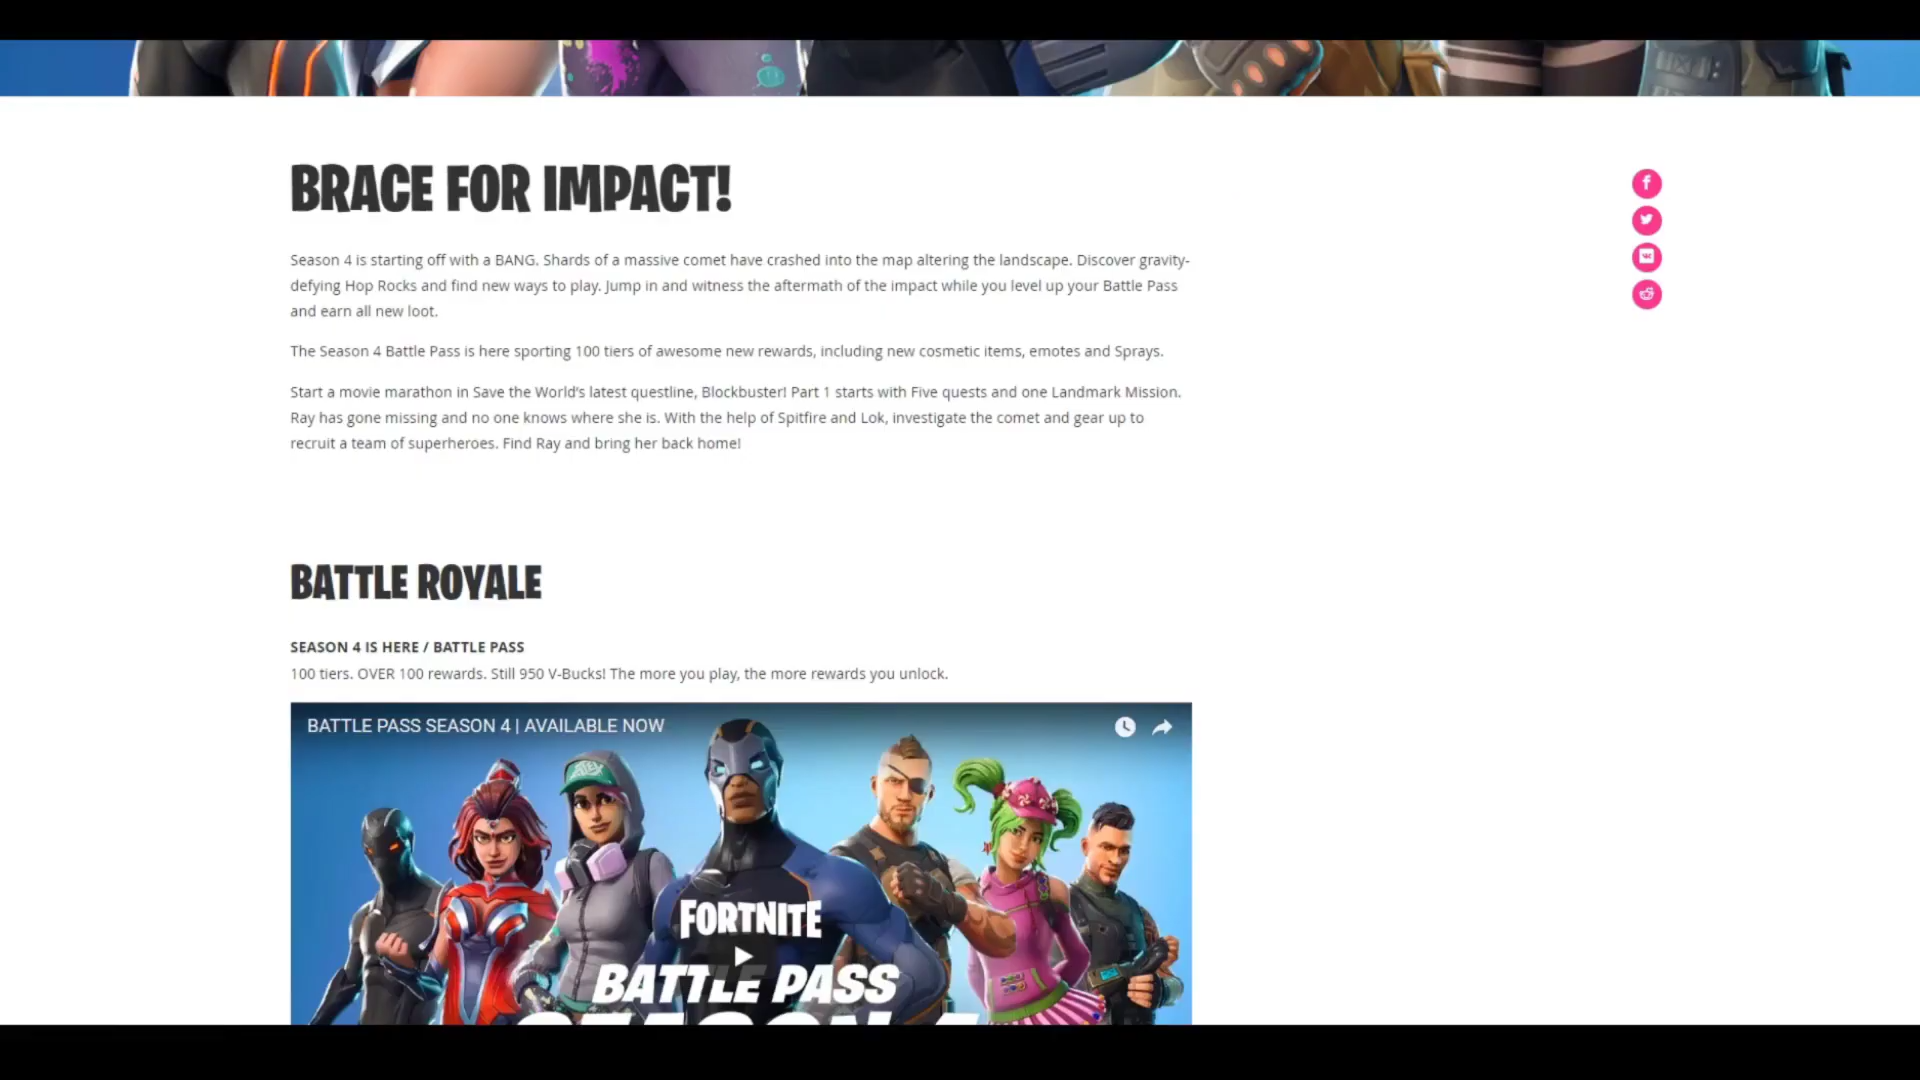 BRACE FOR IMPACT!
Season 4 is starting off with a BANG. Shards of a massive comet have crashed into the map altering the landscape. Discover gravity-
defying Hop Rocks and find new ways to play. Jump in and witness the aftermath of the impact while you level up your Battle Pass
and earn all new loot.
The Season 4 Battle Pass is here sporting 100 tiers of awesome new rewards, including new cosmetic items, emotes and Sprays.
Start a movie marathon in Save the World's latest questline, Blockbuster! Part 1 starts with Five quests and one Landmark Mission.
Ray has gone missing and no one knows where she is. With the help of Spitfire and Lok, investigate the comet and gear up to
recruit a team of superheroes. Find Ray and bring her back home!
BATTLE ROYALE
SEASON 4 IS HERE / BATTLE PASS
100 tiers. OVER 100 rewards. Still 950 V-Bucks! The more you play, the more rewards you unlock.
BATTLE PASS SEASON 4 | AVAILABLE NOW
FORTNITE
BATTLE PASS